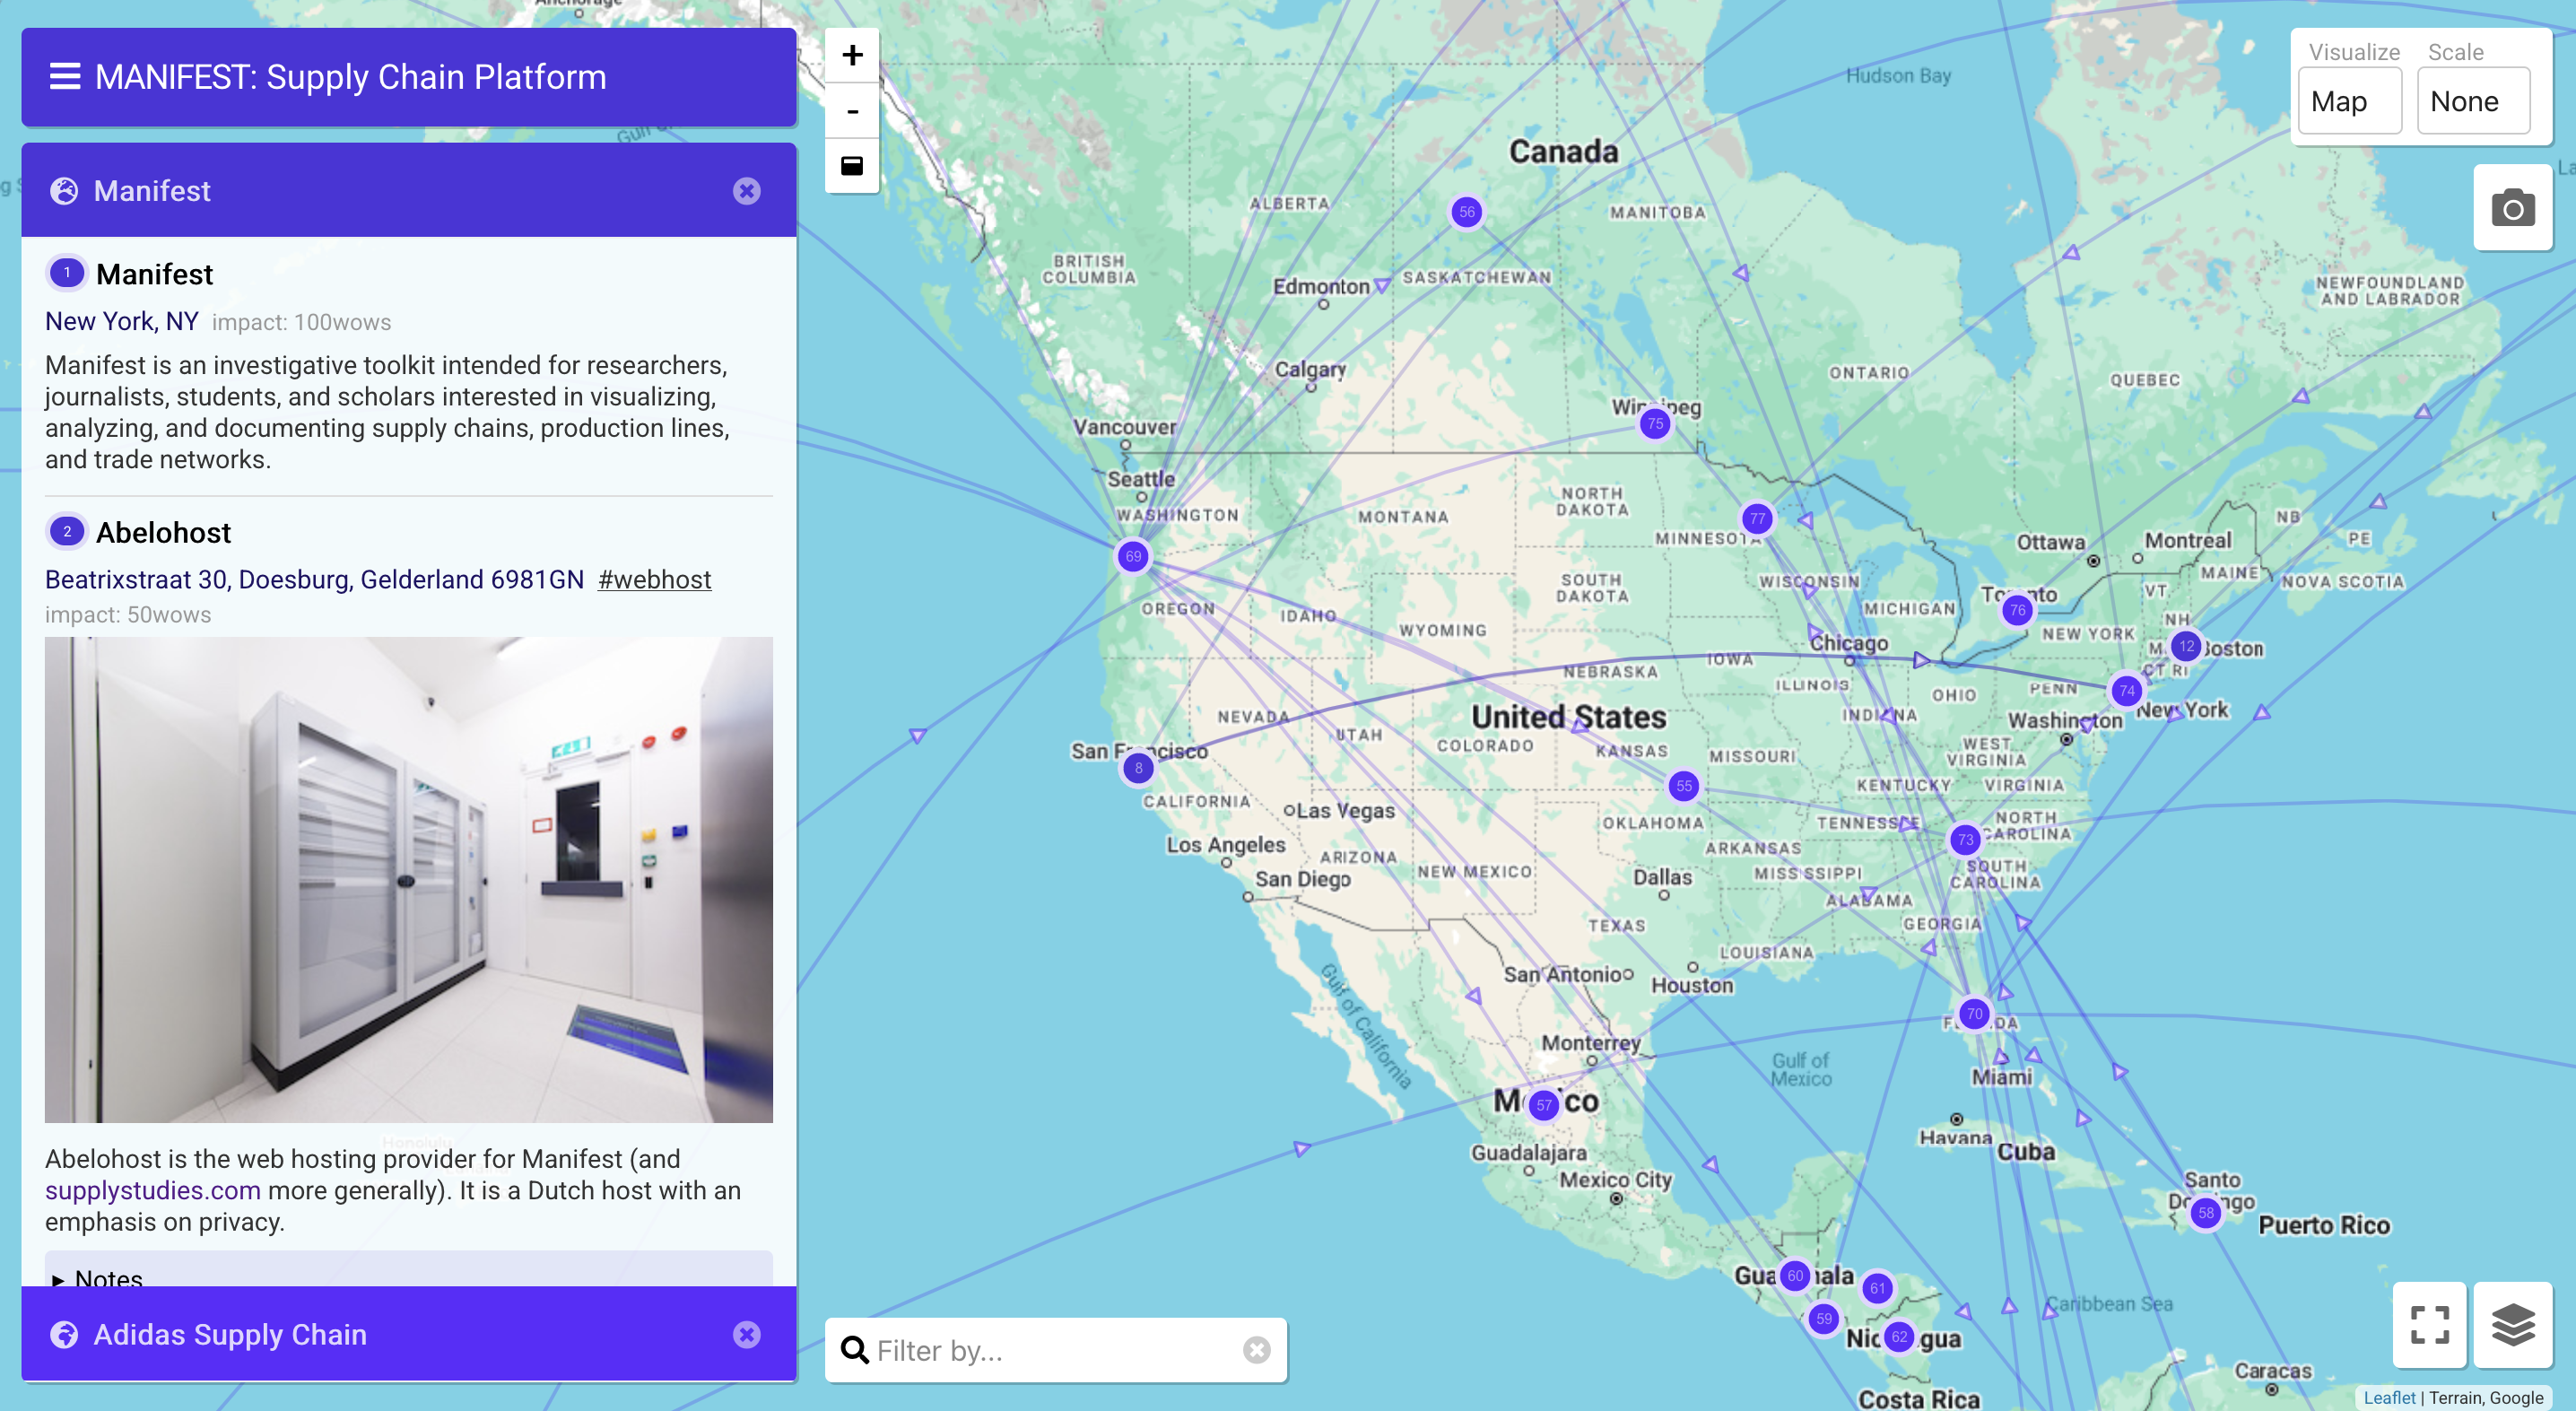 MANIFEST: Supply Chain Platform
Manifest
1 Manifest
New York, NY impact: 100wows
Manifest is an investigative toolkit intended for researchers,
journalists, students, and scholars interested in visualizing,
analyzing, and documenting supply chains, production lines,
and trade networks.
2 Abelohost
Beatrixstraat 30, Doesburg, Gelderland 6981GN #webhost
impact: 50wows
Abelohost is the web hosting provider for Manifest (and
supplystudies.com more generally). It is a Dutch host with an
emphasis on privacy.
Notes
Adidas Supply Chain
+
-
Visualize Scale
Map None
Filter by...
Anchorage
Hudson Bay
Canada
ALBERTA
56
MANITOBA
BRITISH
COLUMBIA
Edmonton
SASKATCHEWAN
NEWFOUNDLAND
AND LABRADOR
Calgary
ONTARIO
QUEBEC
Winnipeg
75
Vancouver
Seattle
WASHINGTON
MONTANA
NORTH
DAKOTA
77
MINNESOTA
NB
PE
Ottawa
Montreal
MAINE
NOVA SCOTIA
69
OREGON
IDAHO
SOUTH
DAKOTA
WISCONSIN
MICHIGAN
Toronto
76
VT
NH
NEW YORK
WYOMING
12
Boston
CT RI
Chicago
IOWA
NEBRASKA
ILLINOIS
INDIANA
OHIO
PENN
74
New York
NEVADA
United States
Washington
San Francisco
8
UTAH
COLORADO
KANSAS
MISSOURI
WEST
VIRGINIA
KENTUCKY
VIRGINIA
55
CALIFORNIA
Las Vegas
OKLAHOMA
TENNESSEE
NORTH
CAROLINA
73
Los Angeles
ARIZONA
NEW MEXICO
ARKANSAS
San Diego
Dallas
MISSISSIPPI
SOUTH
CAROLINA
ALABAMA
TEXAS
GEORGIA
LOUISIANA
San Antonio
Houston
Gulf of California
70
FLORIDA
Monterrey
Gulf of
Mexico
Miami
Mexico
57
Havana
Cuba
Guadalajara
Mexico City
Santo
Domingo
58
Puerto Rico
Guatemala
60
61
59
Nicaragua
62
Caribbean Sea
Caracas
Costa Rica
Honolulu
Leaflet | Terrain, Google